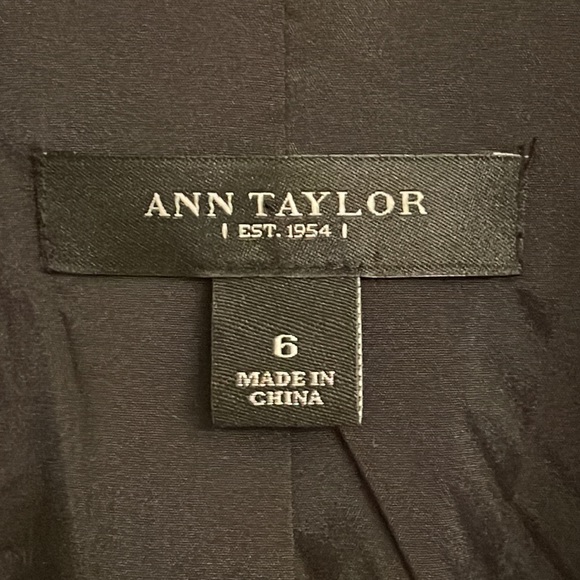 ANN TAYLOR
| EST. 1954 |
6
MADE IN
CHINA